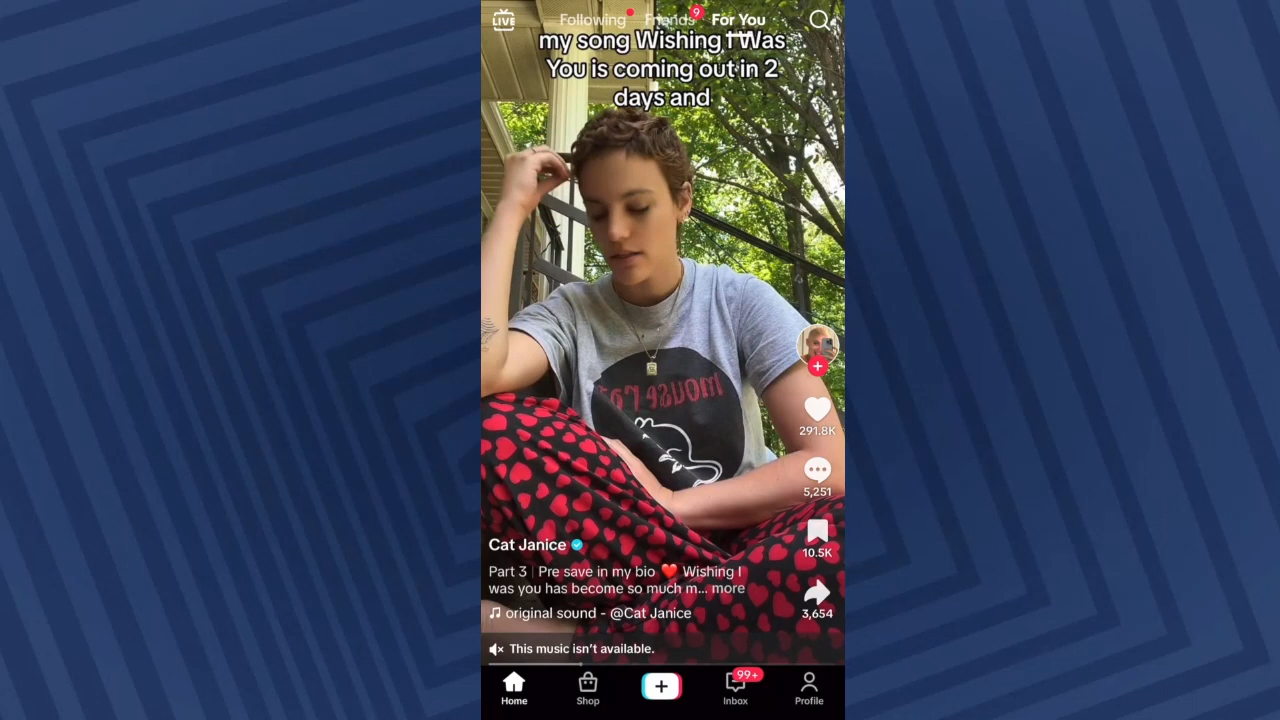 LIVE
Following
Friends
9
For You
my song Wishing I Was
You is coming out in 2
days and
291.8K
5,251
10.5K
3,654
Cat Janice
Part 3 | Pre save in my bio ❤️ Wishing I
was you has become so much m... more
original sound - @Cat Janice
This music isn't available.
99+
Home
Shop
Inbox
Profile